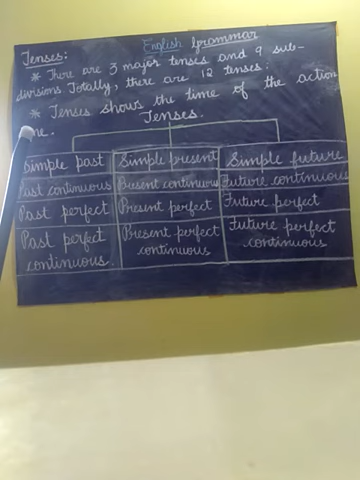 English Grammar
Tenses:
* There are 3 major tenses and 9 sub-
divisions. Totally, there are 12 tenses.
* Tenses shows the time of the action
ne.
Tenses.
Simple past Simple present Simple future
Past continuous Present continuous Future continuous
Past perfect Present perfect Future perfect
Past perfect Present perfect Future perfect
continuous. continuous continuous